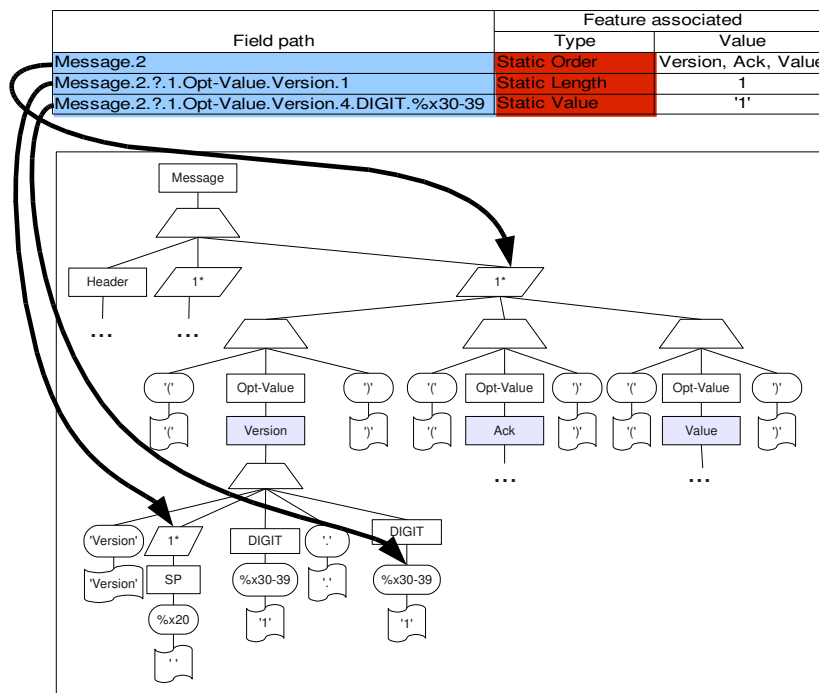 Feature associated
Field path Type Value
Message.2 Static Order Version, Ack, Value
Message.2.?.1.Opt-Value.Version.1 Static Length 1
Message.2.?.1.Opt-Value.Version.4.DIGIT.%x30-39 Static Value '1'
Message
Header 1* 1*
... ...
'(' Opt-Value ')' '(' Opt-Value ')' '(' Opt-Value ')'
'(' Version ')' '(' Ack ')' '(' Value ')'
... ...
'Version' 1* DIGIT '.' DIGIT
'Version' SP %x30-39 '.' %x30-39
%x20 '1' '1'
' '